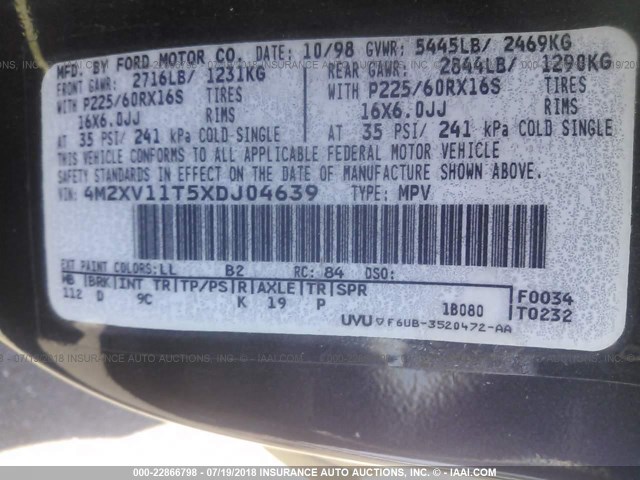 MFD. BY FORD MOTOR CO. DATE: 10/98 GVWR: 5445LB/ 2469KG
FRONT GAWR: 2716LB/ 1231KG REAR GAWR: 2844LB/ 1290KG
WITH P225/60RX16S TIRES WITH P225/60RX16S TIRES
16X6.0JJ RIMS 16X6.0JJ RIMS
AT 35 PSI/ 241 kPa COLD SINGLE AT 35 PSI/ 241 kPa COLD SINGLE
THIS VEHICLE CONFORMS TO ALL APPLICABLE FEDERAL MOTOR VEHICLE
SAFETY STANDARDS IN EFFECT ON THE DATE OF MANUFACTURE SHOWN ABOVE.
VIN: 4M2XV11T5XDJ04639 TYPE: MPV
EXT PAINT COLORS: LL B2 RC: 84 DSO:
WB BRK INT TR TP/PS R AXLE TR SPR
112 D 9C K 19 P 1B080
F0034
T0232
UVU F6UB-3520472-AA
000-22866798 - 07/19/2018 - INSURANCE AUTO AUCTIONS, INC. - IAAI.COM